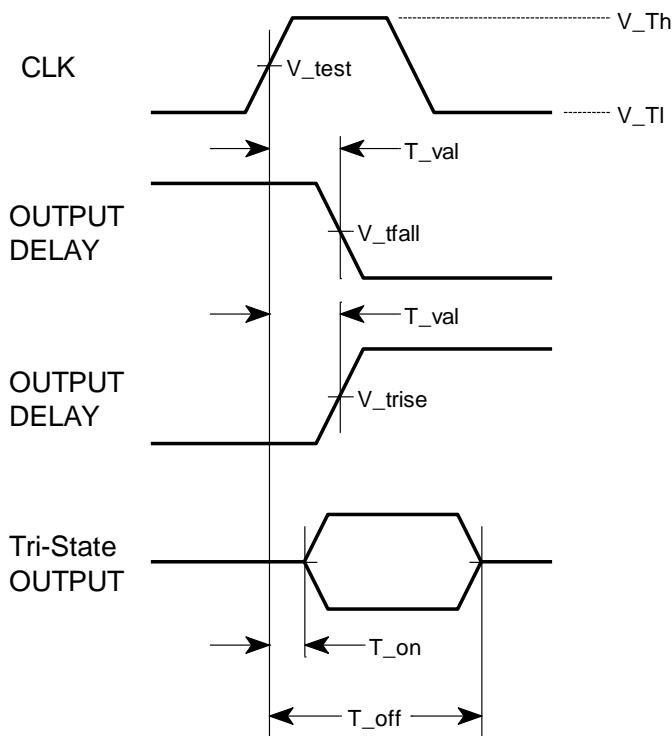 V_Th
CLK
V_test
V_Tl
T_val
OUTPUT
DELAY
V_tfall
T_val
OUTPUT
DELAY
V_trise
Tri-State
OUTPUT
T_on
T_off